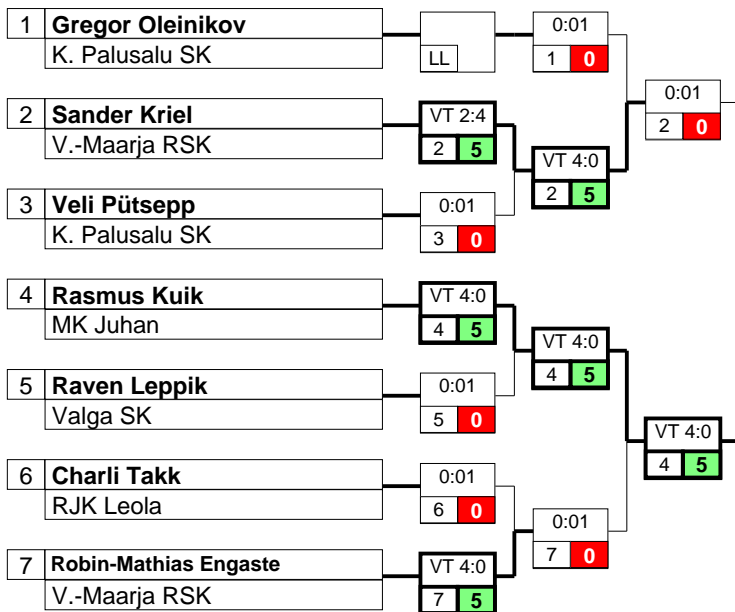 1 Gregor Oleinikov
K. Palusalu SK
LL
0:01
1 0
0:01
2 0
2 Sander Kriel
V.-Maarja RSK
VT 2:4
2 5
VT 4:0
2 5
3 Veli Pütsepp
K. Palusalu SK
0:01
3 0
4 Rasmus Kuik
MK Juhan
VT 4:0
4 5
VT 4:0
4 5
5 Raven Leppik
Valga SK
0:01
5 0
VT 4:0
4 5
6 Charli Takk
RJK Leola
0:01
6 0
0:01
7 0
7 Robin-Mathias Engaste
V.-Maarja RSK
VT 4:0
7 5